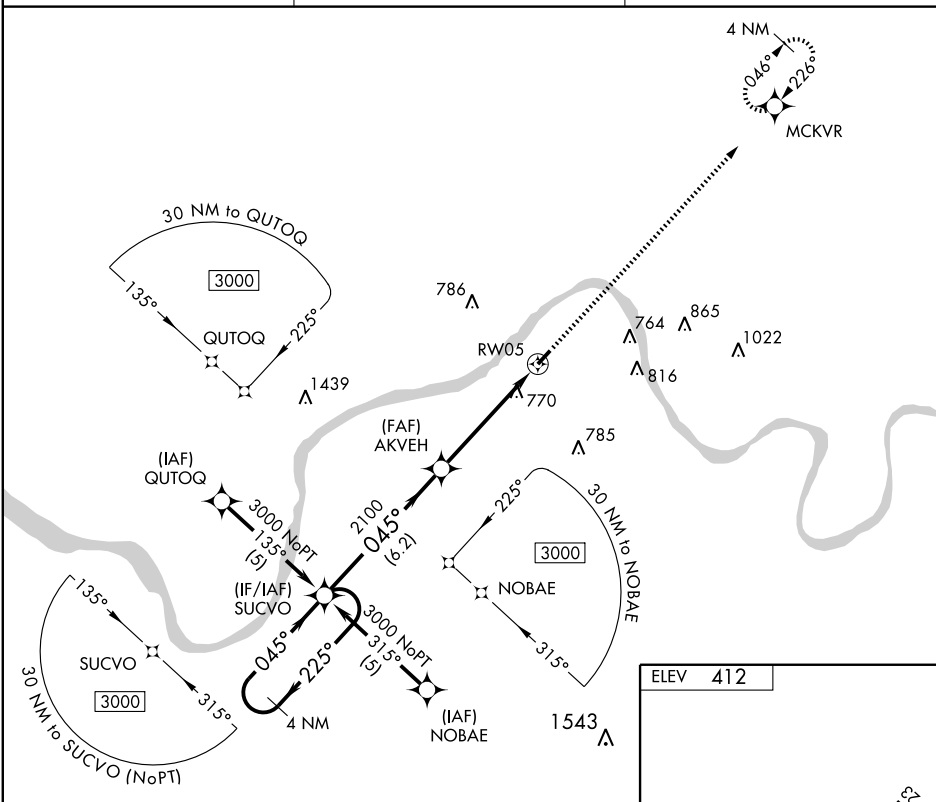 4 NM
046°
226°
MCKVR
30 NM to QUTOQ
3000
135°
225°
QUTOQ
786
764
865
1022
RW05
816
1439
770
(FAF)
AKVEH
785
(IAF)
QUTOQ
3000 NoPT
135°
(5)
2100
045°
(6.2)
225°
30 NM to NOBAE
3000
NOBAE
315°
(IF/IAF)
SUCVO
3000 NoPT
315°
(5)
135°
SUCVO
3000
315°
30 NM to SUCVO (NoPT)
045°
225°
4 NM
(IAF)
NOBAE
1543
ELEV 412
23